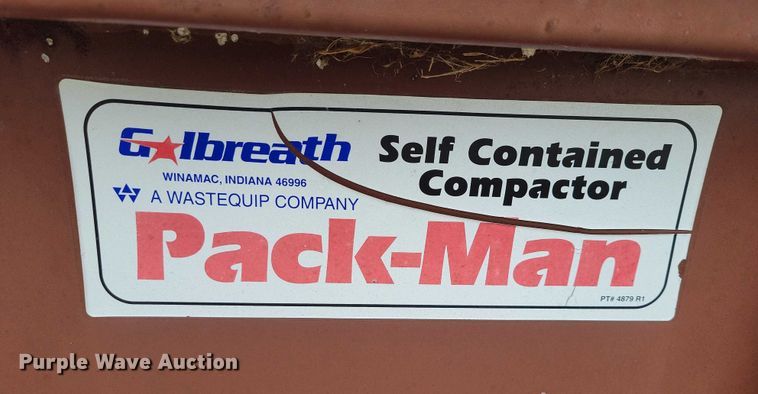 Galbreath
WINAMAC, INDIANA 46996
A WASTEQUIP COMPANY
Self Contained
Compactor
Pack-Man
PT# 4879 R1
Purple Wave Auction